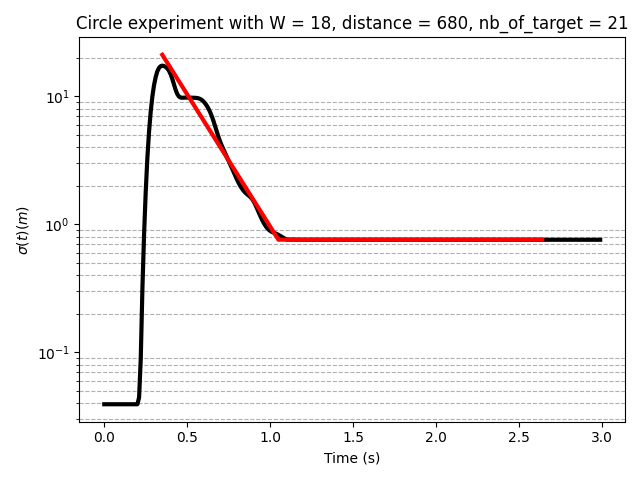 Circle experiment with W = 18, distance = 680, nb_of_target = 21
σ(t)(m)
10¹
10⁰
10⁻¹
0.0 0.5 1.0 1.5 2.0 2.5 3.0
Time (s)